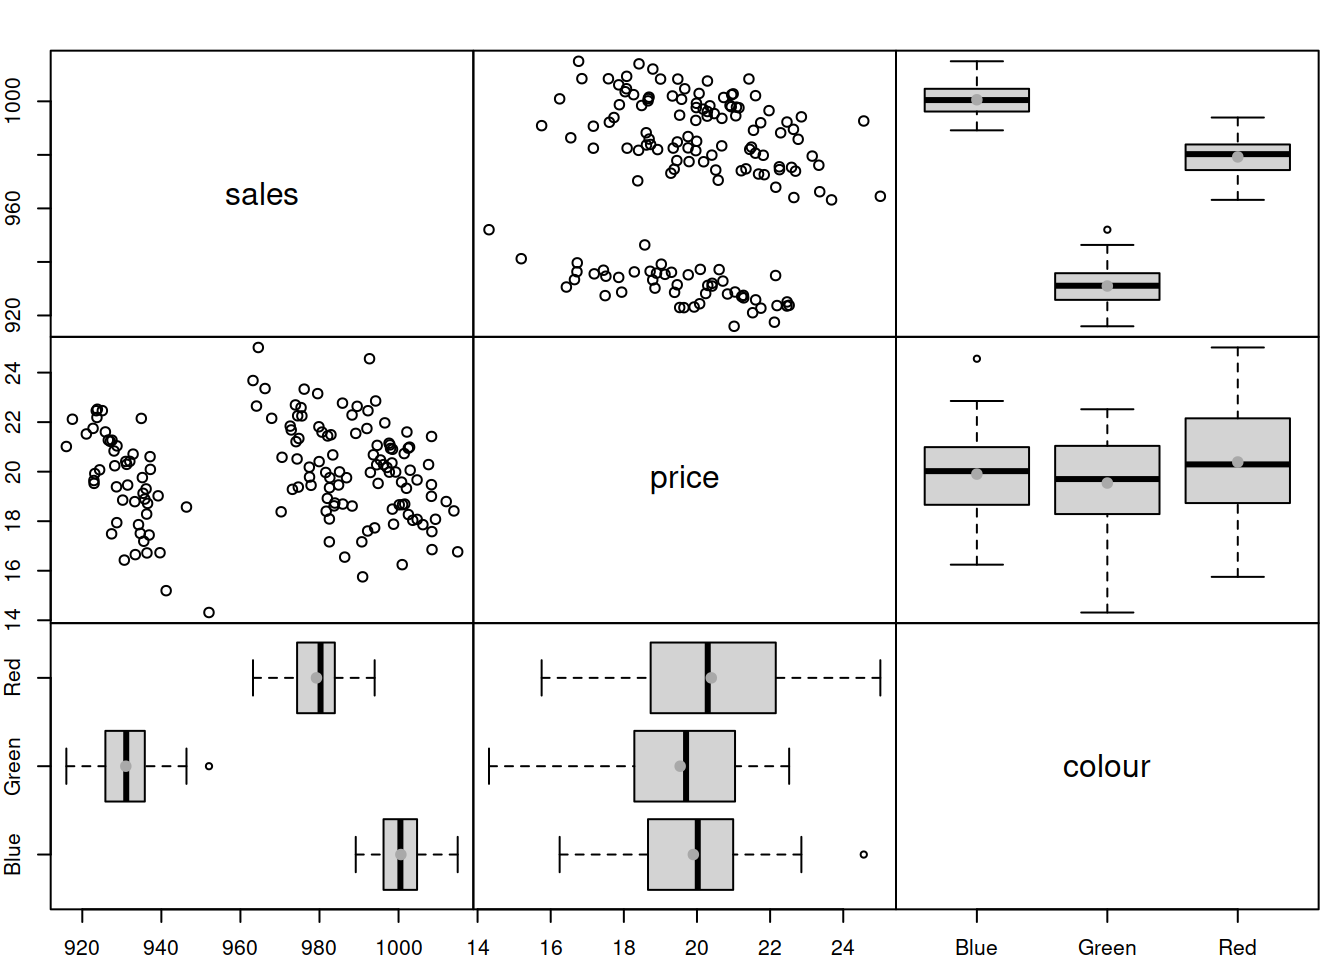 sales
price
colour
920 960 1000
14 16 18 20 22 24
Blue Green Red
920 940 960 980 1000 14 16 18 20 22 24 Blue Green Red